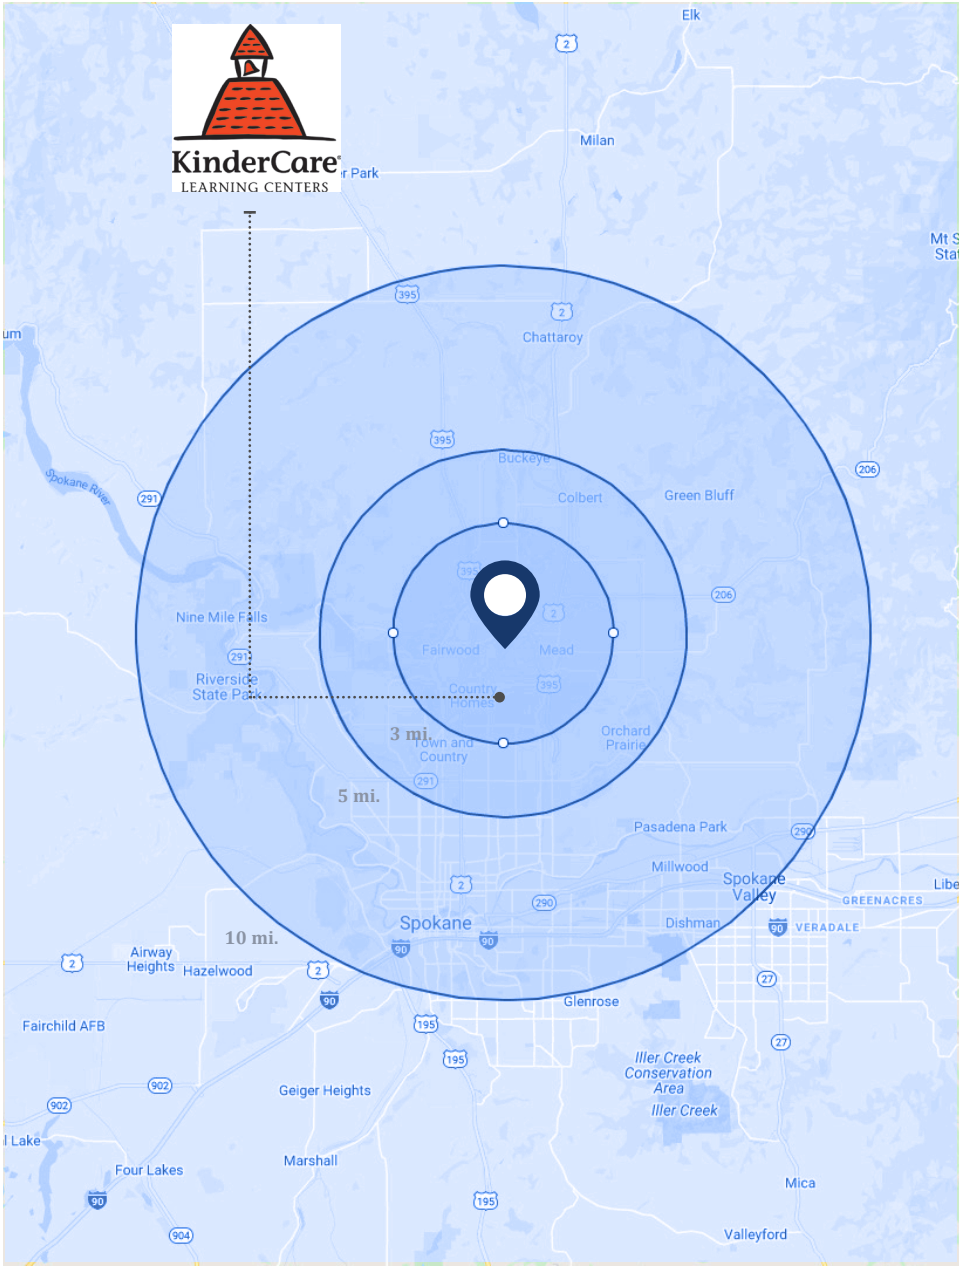 Elk
2
Milan
KinderCare
LEARNING CENTERS
er Park
Mt S
Stat
395
2
um
Chattaroy
395
Buckeye
206
Spokane River
291
Colbert
Green Bluff
395
206
2
Nine Mile Falls
Fairwood
Mead
291
Riverside
State Park
395
Country
Homes
3 mi.
Town and
Country
Orchard
Prairie
291
5 mi.
Pasadena Park
290
Millwood
Spokane
Valley
2
Libe
290
GREENACRES
Spokane
Dishman
90
VERADALE
10 mi.
90
90
Airway
Heights
2
Hazelwood
2
27
90
Glenrose
Fairchild AFB
195
27
195
Iller Creek
Conservation
Area
902
Geiger Heights
902
Iller Creek
l Lake
Marshall
Four Lakes
Mica
90
195
904
Valleyford